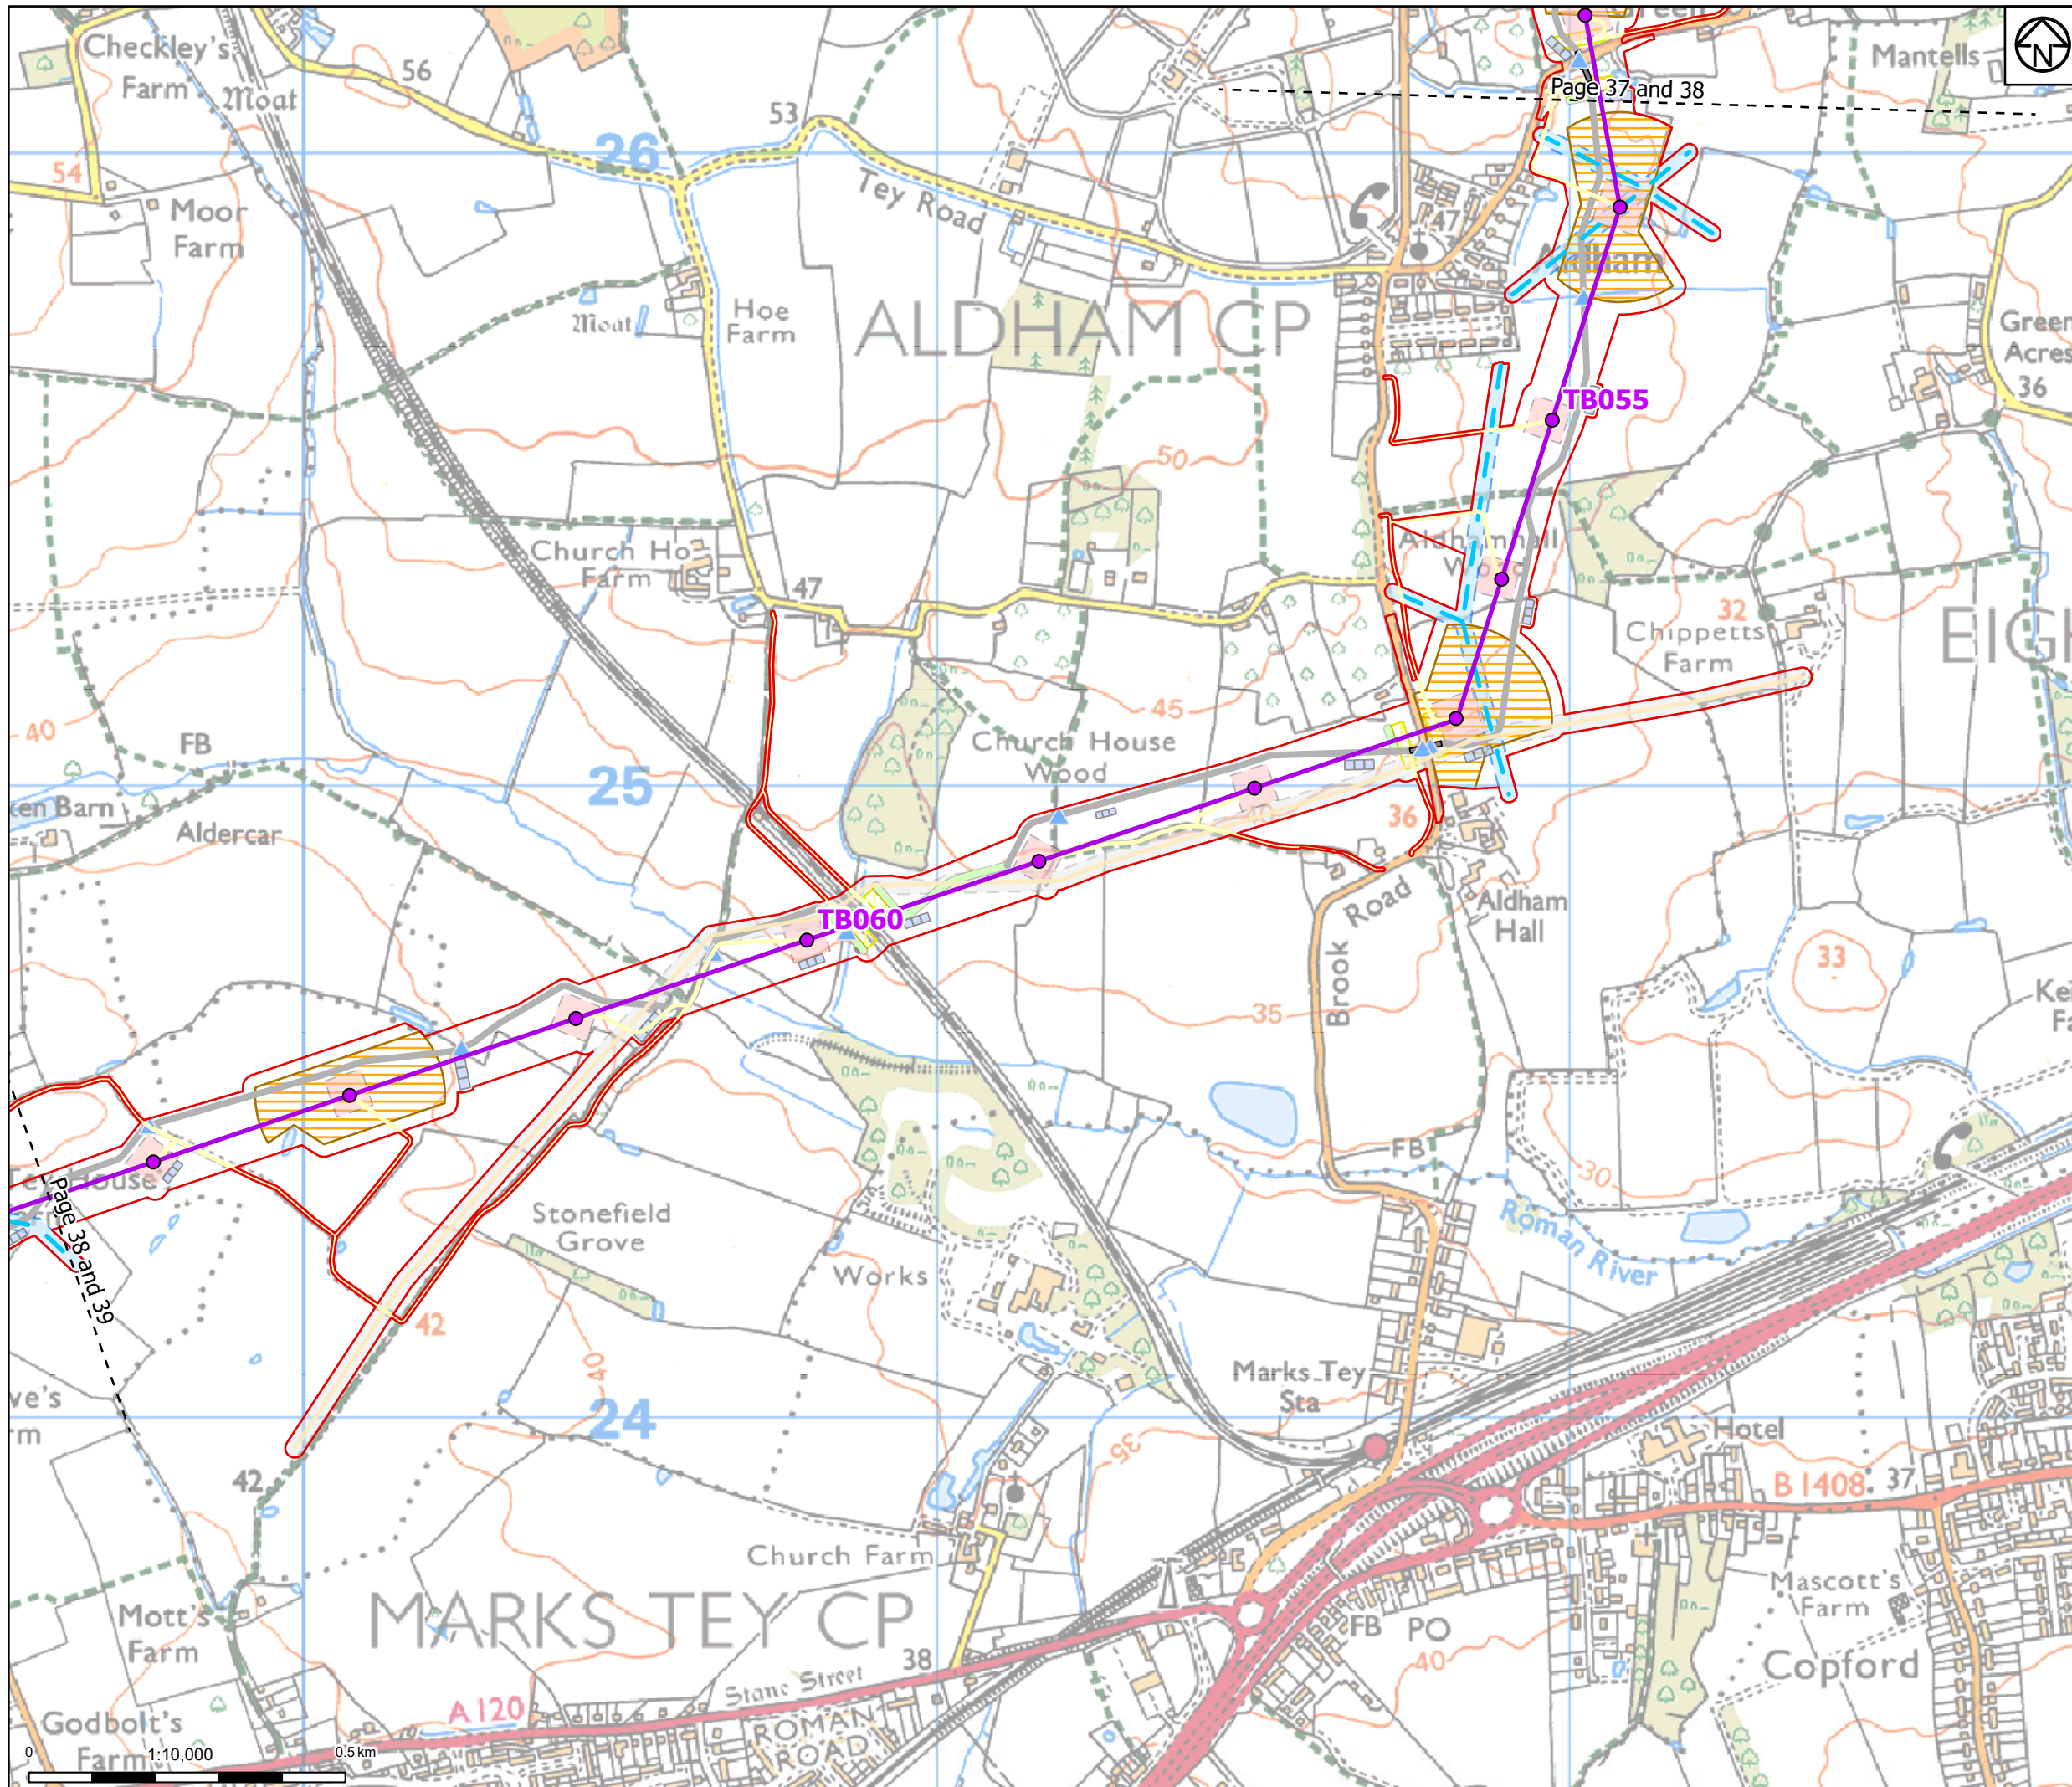 Checkley's
Farm
Moat
56
53
54
26
Moor
Farm
Tey Road
47
Page 37 and 38
Mantells
N
Moat
Hoe
Farm
ALDHAM CP
Green
Acres
36
TB055
50
Church Ho
Farm
47
32
Chippetts
Farm
40
FB
25
Aldercar
45
Church House
Wood
40
36
TB060
Aldham
Hall
Brook Road
33
35
FB
30
Roman River
Page 38 and 39
Stonefield
Grove
Works
42
40
24
42
35
Marks Tey
Sta
Hotel
B 1408
37
Church Farm
MARKS TEY CP
Mott's
Farm
Mascott's
Farm
FB
PO
40
Copford
38
Stane Street
A 120
ROMAN
ROAD
Godbolt's
Farm
0
1:10,000
0.5 km